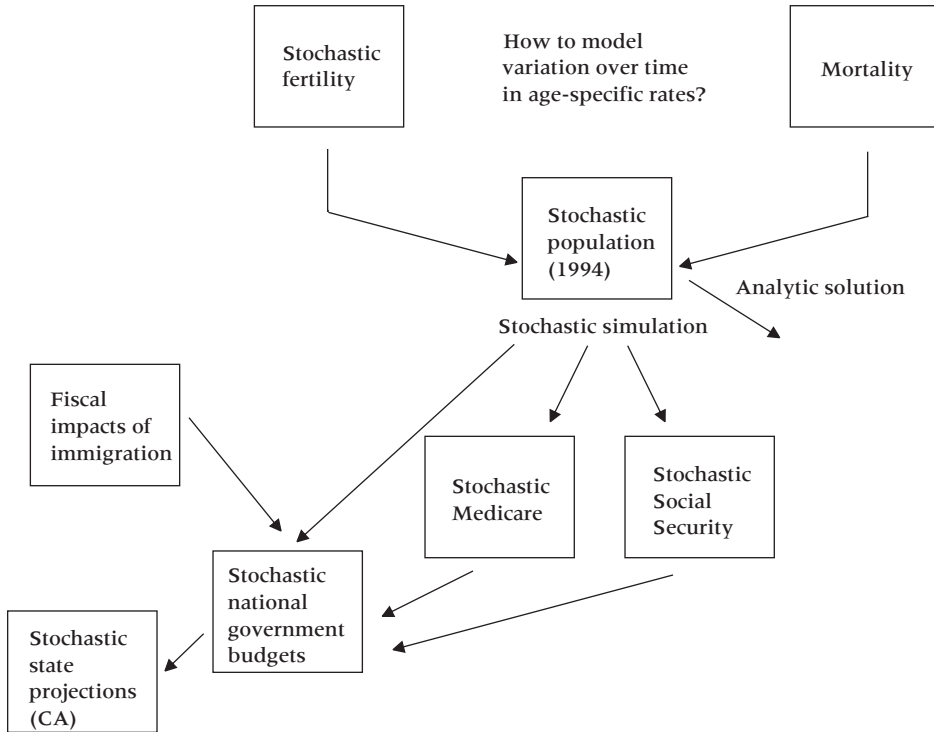 Stochastic
fertility
How to model
variation over time
in age-specific rates?
Mortality
Stochastic
population
(1994)
Analytic solution
Stochastic simulation
Fiscal
impacts of
immigration
Stochastic
Medicare
Stochastic
Social
Security
Stochastic
national
government
budgets
Stochastic
state
projections
(CA)